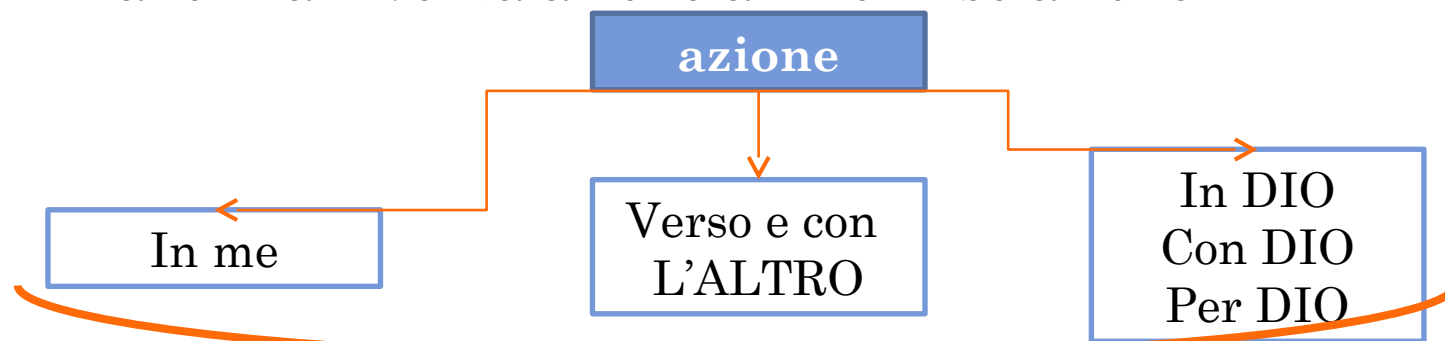 azione
In me
Verso e con
L’ALTRO
In DIO
Con DIO
Per DIO